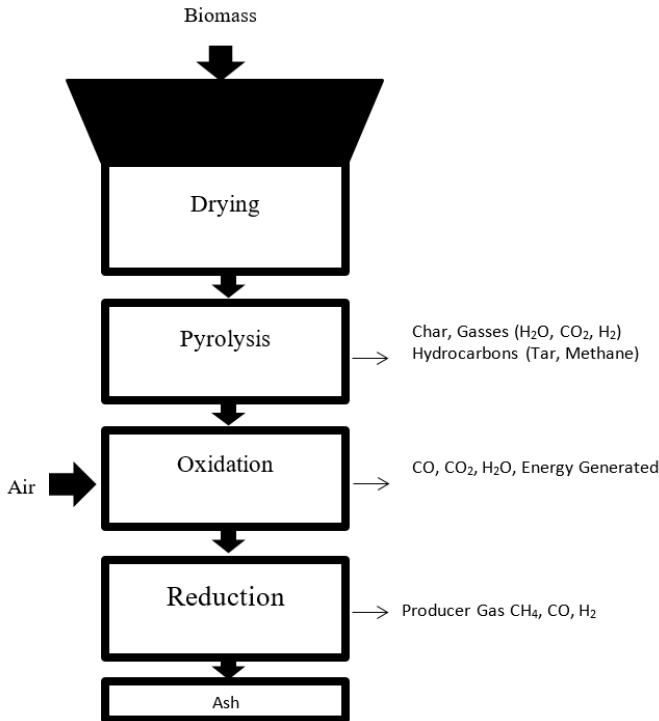 Biomass
Drying
Pyrolysis
Char, Gasses (H₂O, CO₂, H₂)
Hydrocarbons (Tar, Methane)
Oxidation
Air
CO, CO₂, H₂O, Energy Generated
Reduction
Producer Gas CH₄, CO, H₂
Ash